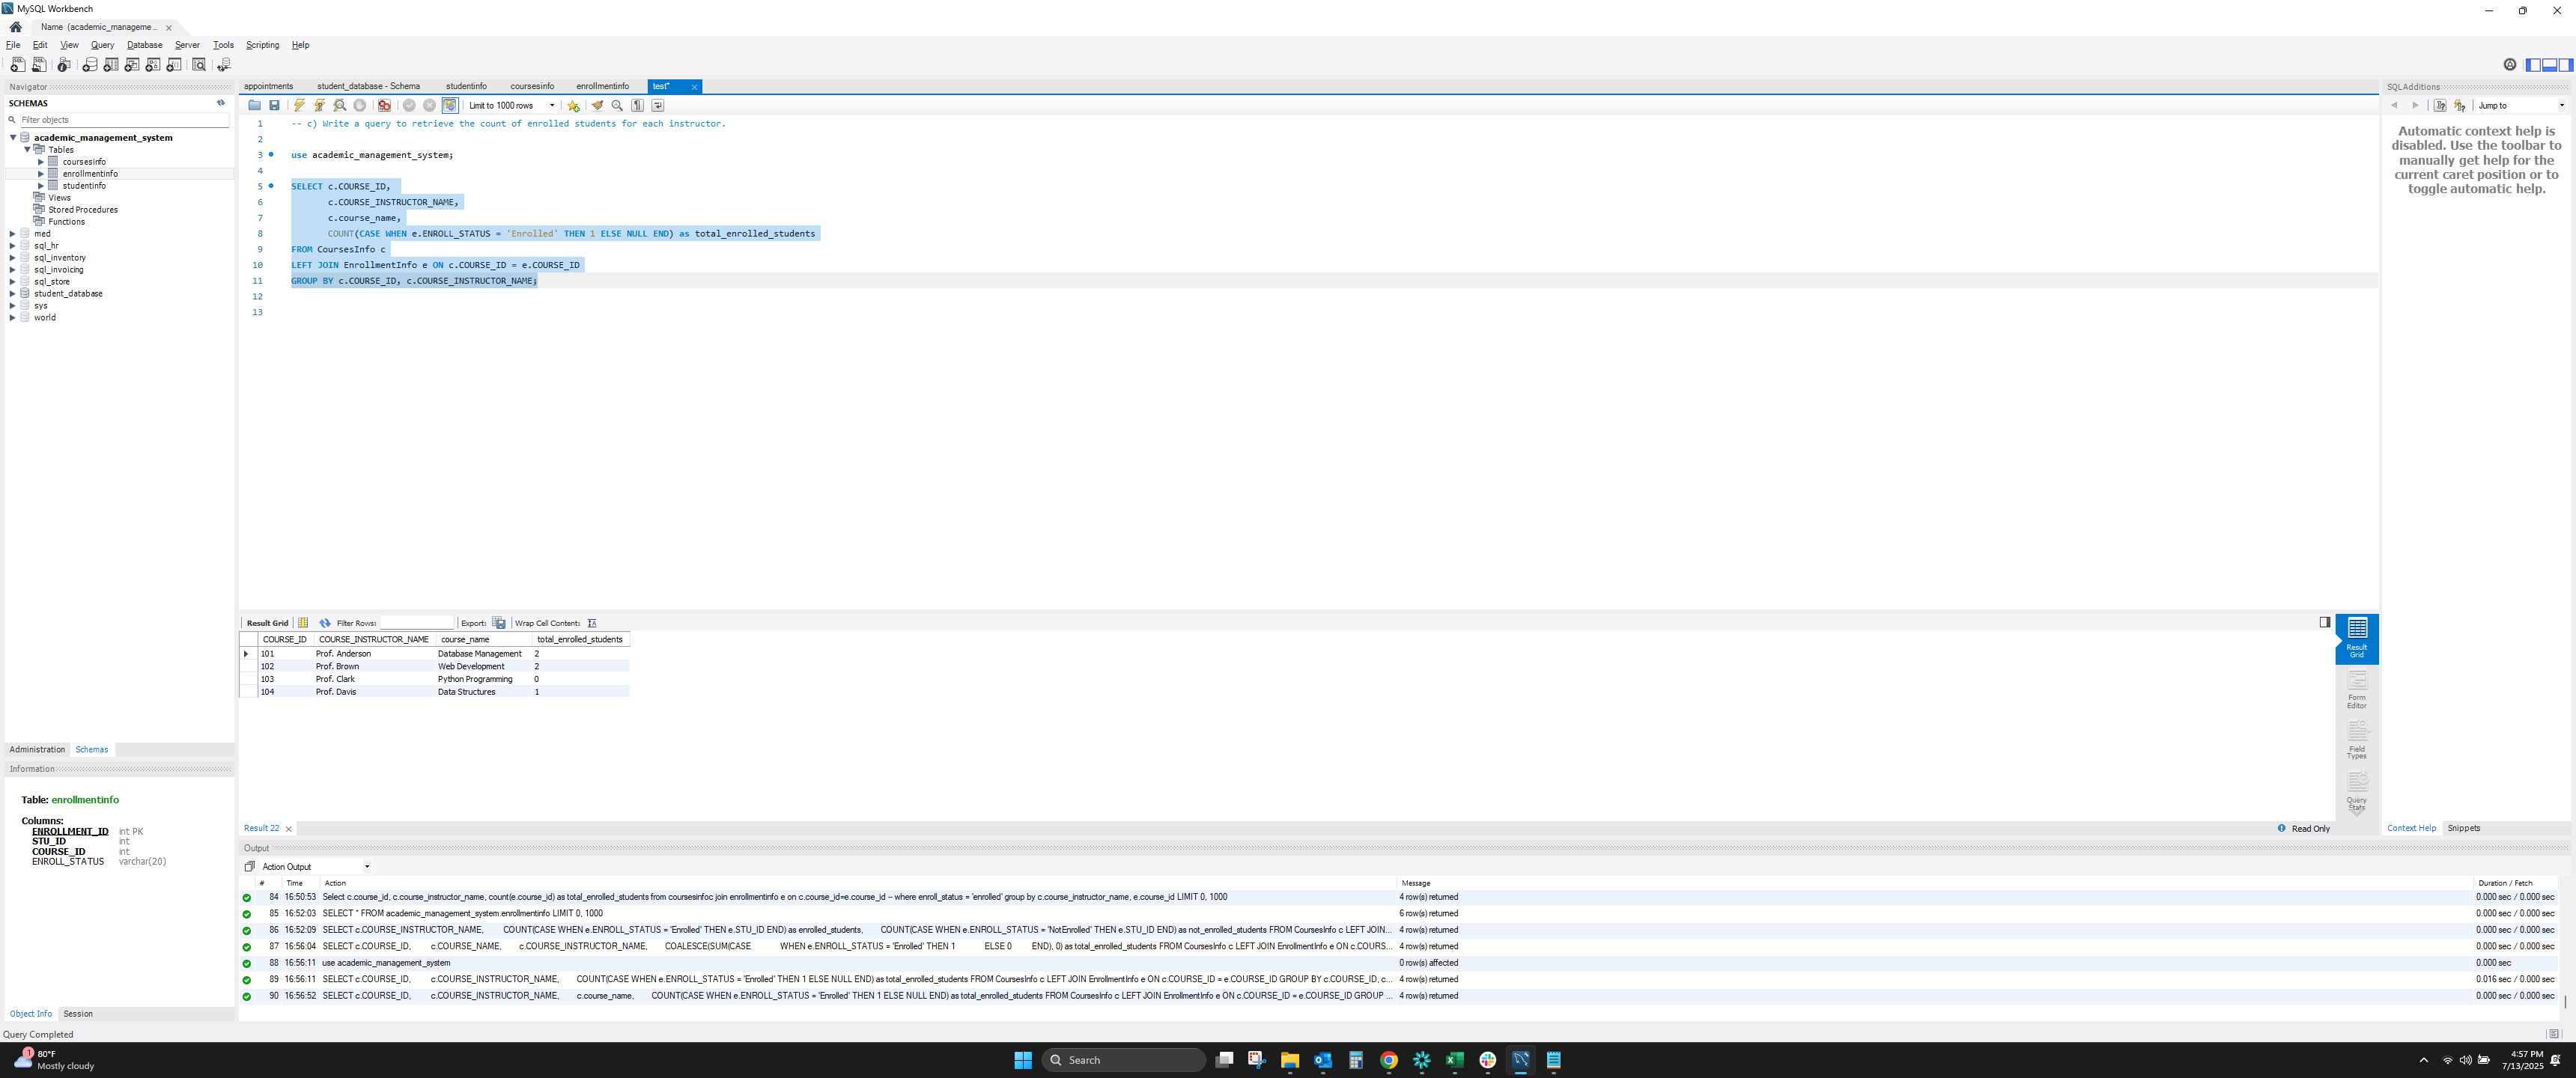 MySQL Workbench
Name (academic_manageme...
File Edit View Query Database Server Tools Scripting Help
Navigator
SCHEMAS
Filter objects
academic_management_system
Tables
coursesinfo
enrollmentinfo
studentinfo
Views
Stored Procedures
Functions
med
sql_hr
sql_inventory
sql_invoicing
sql_store
student_database
sys
world
Administration Schemas
Information
Table: enrollmentinfo
Columns:
ENROLLMENT_ID int PK
STU_ID int
COURSE_ID int
ENROLL_STATUS varchar(20)
Object Info Session
Query Completed
appointments student_database - Schema studentinfo coursesinfo enrollmentinfo test*
Limit to 1000 rows
1 -- c) Write a query to retrieve the count of enrolled students for each instructor.
2
3 use academic_management_system;
4
5 SELECT c.COURSE_ID,
6 c.COURSE_INSTRUCTOR_NAME,
7 c.course_name,
8 COUNT(CASE WHEN e.ENROLL_STATUS = 'Enrolled' THEN 1 ELSE NULL END) as total_enrolled_students
9 FROM CoursesInfo c
10 LEFT JOIN EnrollmentInfo e ON c.COURSE_ID = e.COURSE_ID
11 GROUP BY c.COURSE_ID, c.COURSE_INSTRUCTOR_NAME;
12
13
Result Grid Filter Rows: Export: Wrap Cell Content:
COURSE_ID COURSE_INSTRUCTOR_NAME course_name total_enrolled_students
101 Prof. Anderson Database Management 2
102 Prof. Brown Web Development 2
103 Prof. Clark Python Programming 0
104 Prof. Davis Data Structures 1
Result Grid
Form Editor
Field Types
Query Stats
Result 22
Read Only
Output
Action Output
# Time Action Message Duration / Fetch
84 16:50:53 Select c.course_id, c.course_instructor_name, count(e.course_id) as total_enrolled_students from coursesinfoc join enrollmentinfo e on c.course_id=e.course_id -- where enroll_status = 'enrolled' group by c.course_instructor_name, e.course_id LIMIT 0, 1000 4 row(s) returned 0.000 sec / 0.000 sec
85 16:52:03 SELECT * FROM academic_management_system.enrollmentinfo LIMIT 0, 1000 6 row(s) returned 0.000 sec / 0.000 sec
86 16:52:09 SELECT c.COURSE_INSTRUCTOR_NAME, COUNT(CASE WHEN e.ENROLL_STATUS = 'Enrolled' THEN e.STU_ID END) as enrolled_students, COUNT(CASE WHEN e.ENROLL_STATUS = 'NotEnrolled' THEN e.STU_ID END) as not_enrolled_students FROM CoursesInfo c LEFT JOIN... 4 row(s) returned 0.000 sec / 0.000 sec
87 16:56:04 SELECT c.COURSE_ID, c.COURSE_NAME, c.COURSE_INSTRUCTOR_NAME, COALESCE(SUM(CASE WHEN e.ENROLL_STATUS = 'Enrolled' THEN 1 ELSE 0 END), 0) as total_enrolled_students FROM CoursesInfo c LEFT JOIN EnrollmentInfo e ON c.COURS... 4 row(s) returned 0.000 sec / 0.000 sec
88 16:56:11 use academic_management_system 0 row(s) affected 0.000 sec
89 16:56:11 SELECT c.COURSE_ID, c.COURSE_INSTRUCTOR_NAME, COUNT(CASE WHEN e.ENROLL_STATUS = 'Enrolled' THEN 1 ELSE NULL END) as total_enrolled_students FROM CoursesInfo c LEFT JOIN EnrollmentInfo e ON c.COURSE_ID = e.COURSE_ID GROUP BY c.COURSE_ID, c... 4 row(s) returned 0.016 sec / 0.000 sec
90 16:56:52 SELECT c.COURSE_ID, c.COURSE_INSTRUCTOR_NAME, c.course_name, COUNT(CASE WHEN e.ENROLL_STATUS = 'Enrolled' THEN 1 ELSE NULL END) as total_enrolled_students FROM CoursesInfo c LEFT JOIN EnrollmentInfo e ON c.COURSE_ID = e.COURSE_ID GROUP ... 4 row(s) returned 0.000 sec / 0.000 sec
SQLAdditions
Jump to
Automatic context help is
disabled. Use the toolbar to
manually get help for the
current caret position or to
toggle automatic help.
Context Help Snippets
1
80°F
Mostly cloudy
Search
4:57 PM
7/13/2025